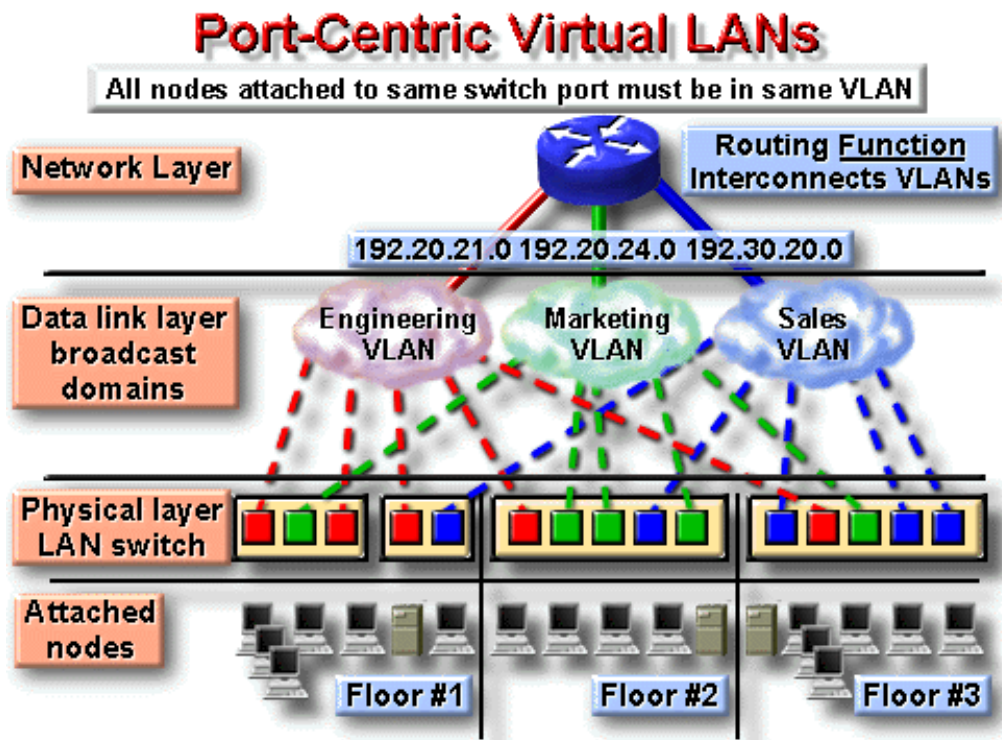 Port-Centric Virtual LANs
All nodes attached to same switch port must be in same VLAN
Network Layer
Routing Function
Interconnects VLANs
192.20.21.0 192.20.24.0 192.30.20.0
Data link layer
broadcast
domains
Engineering
VLAN
Marketing
VLAN
Sales
VLAN
Physical layer
LAN switch
Attached
nodes
Floor #1
Floor #2
Floor #3